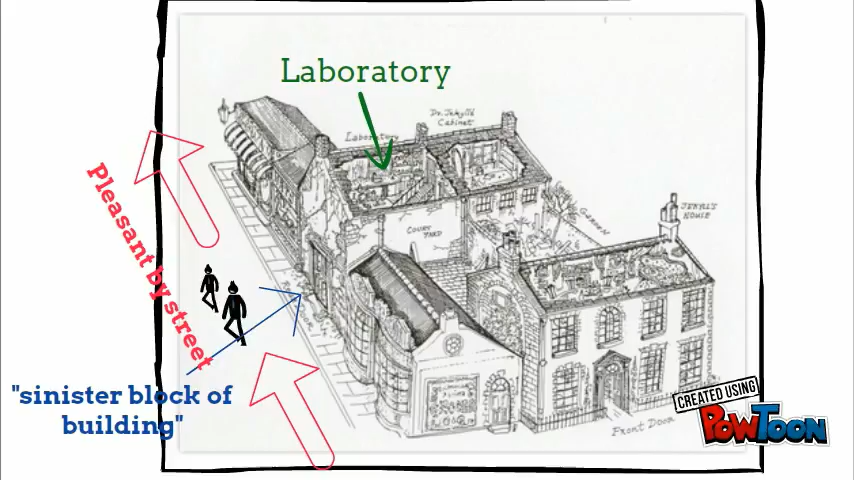 Laboratory
Dr. Jekyll's
Cabinet
Laboratory
JEKYLL'S
HOUSE
GARDEN
COURT
YARD
Pleasant by street
DOOR
"sinister block of
building"
Front Door
CREATED USING
POWTOON